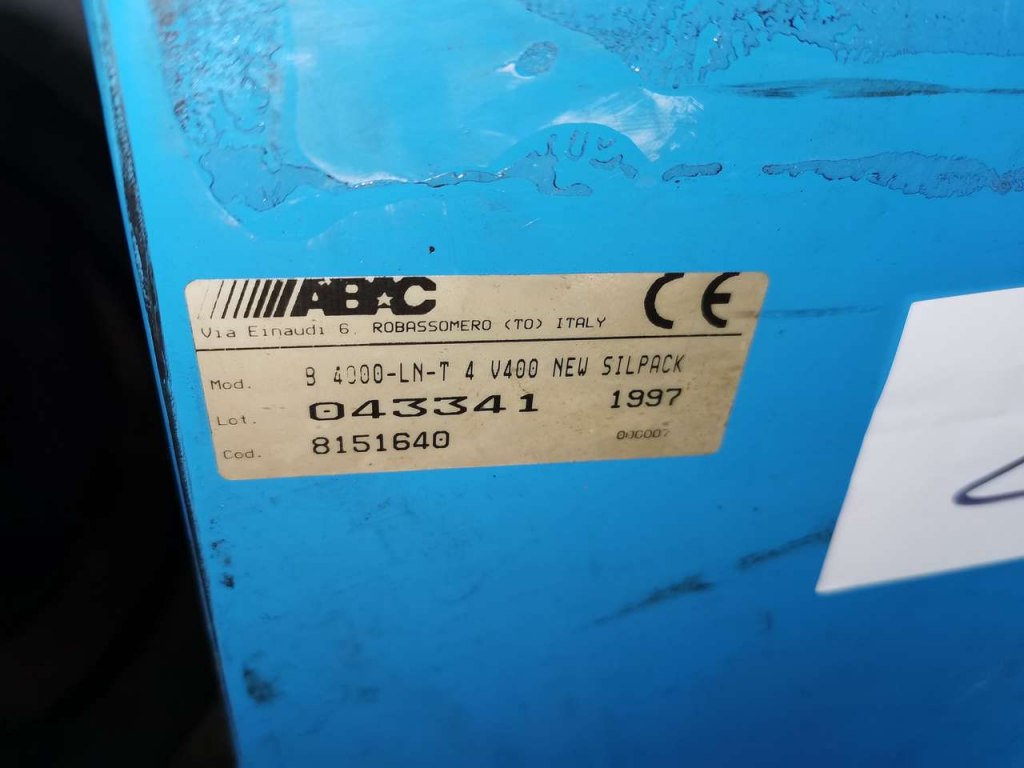 ABAC CE
Via Einaudi 6. ROBASSOMERO (TO) ITALY
Mod. B 4000-LN-T 4 V400 NEW SILPACK
Lot. 043341 1997
Cod. 8151640